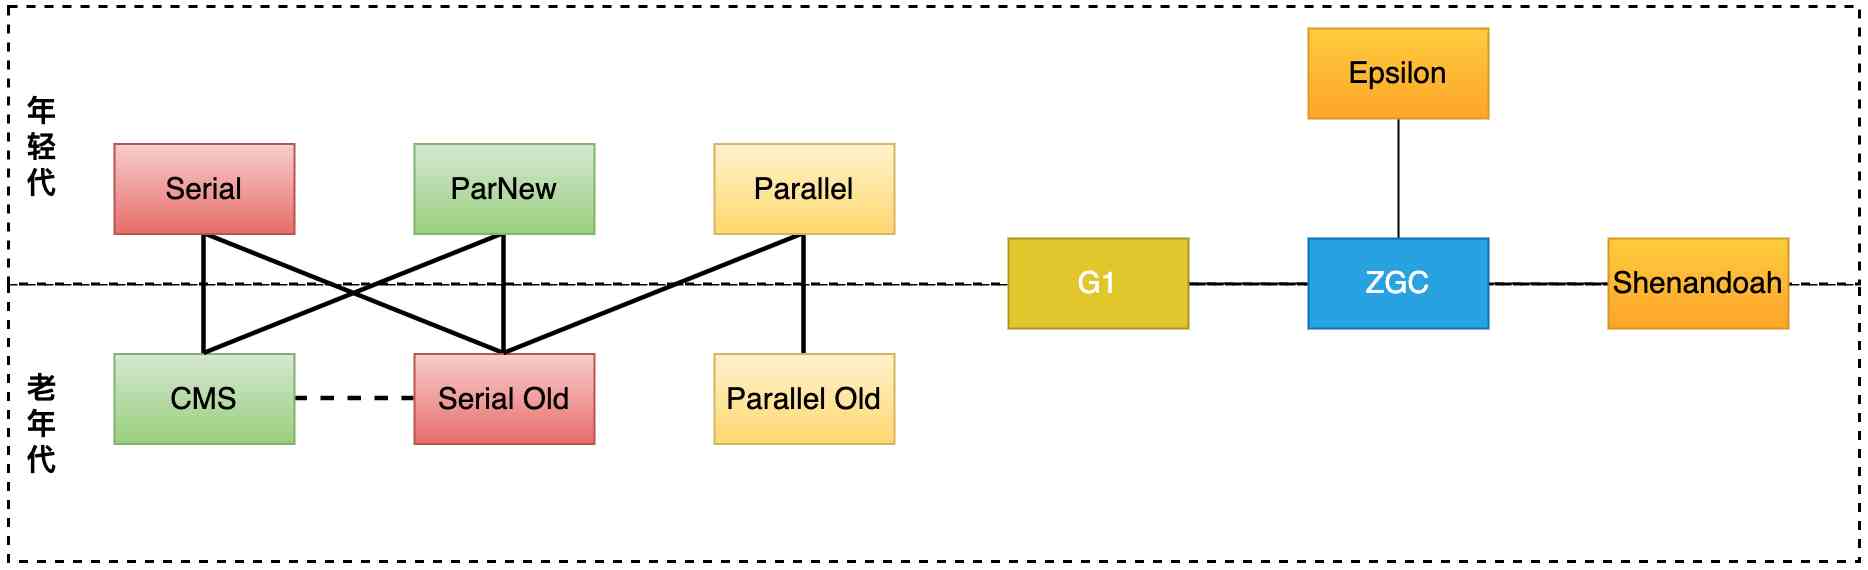 年轻代
Epsilon
Serial
ParNew
Parallel
G1
ZGC
Shenandoah
老年代
CMS
Serial Old
Parallel Old